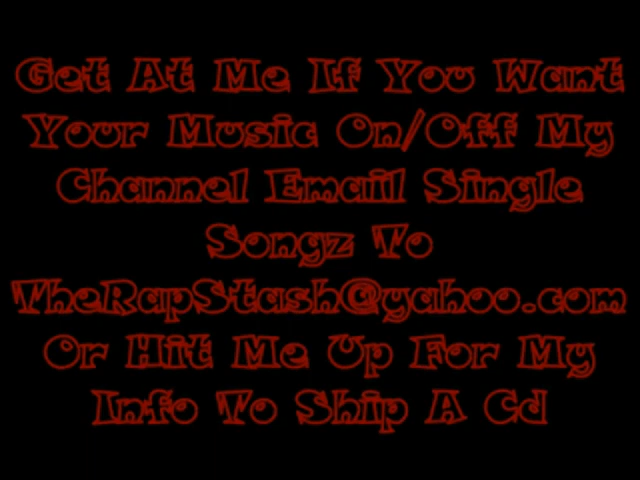 Get At Me If You Want
Your Music On/Off My
Channel Email Single
Songz To
TheRapStash@yahoo.com
Or Hit Me Up For My
Info To Ship A Cd